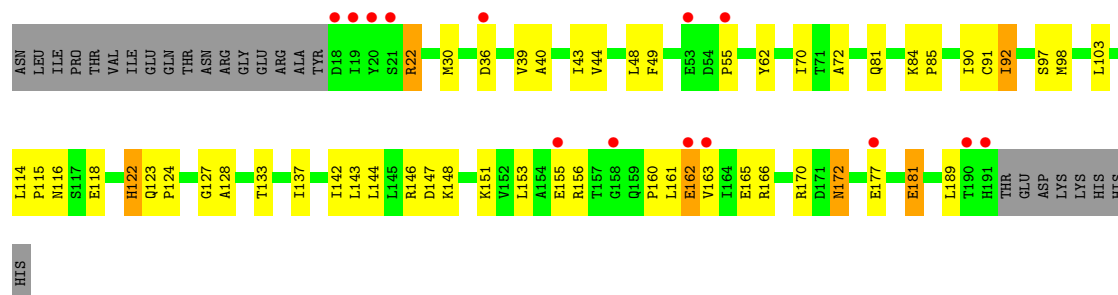 ASN LEU ILE PRO THR VAL ILE GLU GLN THR ASN ARG GLY GLU ARG ALA TYR D18 I19 Y20 S21 R22 M30 D36 V39 A40 I43 V44 L48 F49 E53 D54 P55 Y62 I70 T71 A72 Q81 K84 P85 I90 C91 I92 S97 M98 L103
L114 P115 N116 S117 E118 H122 Q123 P124 G127 A128 T133 I137 I142 L143 L144 L145 R146 D147 K148 K151 V152 L153 A154 E155 R156 T157 G158 Q159 P160 L161 E162 V163 I164 E165 R166 R170 D171 N172 E177 E181 L189 T190 H191 THR GLU ASP LYS LYS HIS HIS
HIS